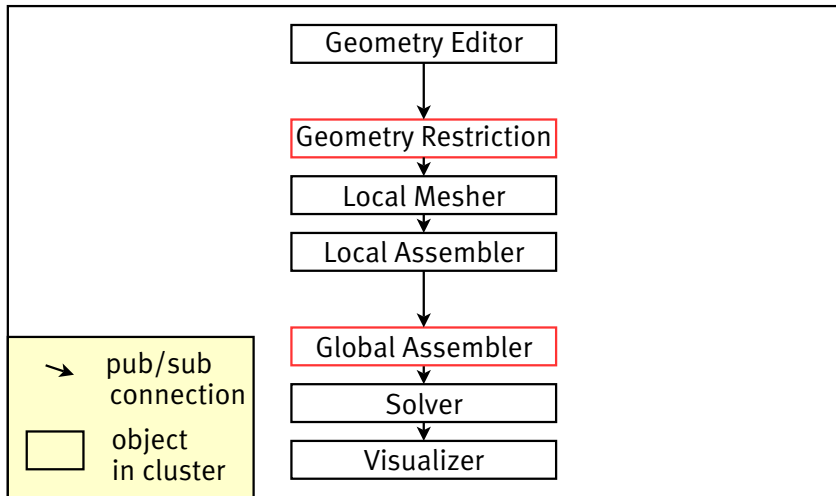 Geometry Editor
Geometry Restriction
Local Mesher
Local Assembler
Global Assembler
Solver
Visualizer
pub/sub
connection
object
in cluster